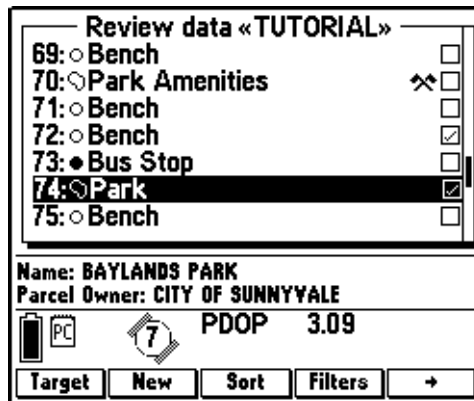 Review data «TUTORIAL»
69: Bench
70: Park Amenities
71: Bench
72: Bench
73: Bus Stop
74: Park
75: Bench
Name: BAYLANDS PARK
Parcel Owner: CITY OF SUNNYVALE
PC 7 PDOP 3.09
Target New Sort Filters →